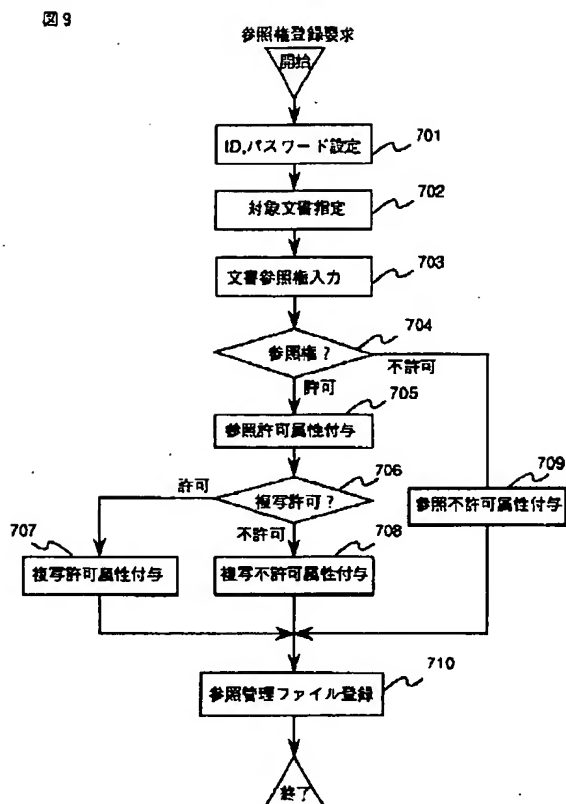 図9
参照権登録要求
開始
ID,パスワード設定
701
対象文書指定
702
文書参照権入力
703
704
参照権？
不許可
許可
705
参照許可属性付与
706
許可
複写許可？
709
参照不許可属性付与
不許可
707
708
複写許可属性付与
複写不許可属性付与
710
参照管理ファイル登録
終了